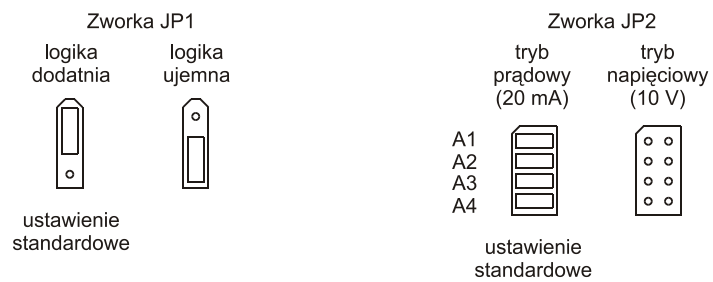 Zworka JP1
logika
dodatnia
logika
ujemna
ustawienie
standardowe
Zworka JP2
tryb
prądowy
(20 mA)
tryb
napięciowy
(10 V)
A1
A2
A3
A4
ustawienie
standardowe